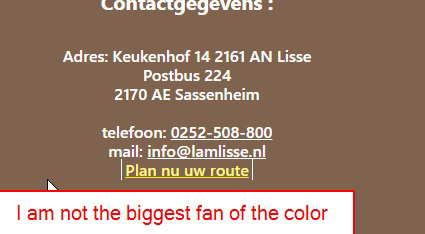 Contactgegevens :
Adres: Keukenhof 14 2161 AN Lisse
Postbus 224
2170 AE Sassenheim
telefoon: 0252-508-800
mail: info@lamlisse.nl
Plan nu uw route
I am not the biggest fan of the color